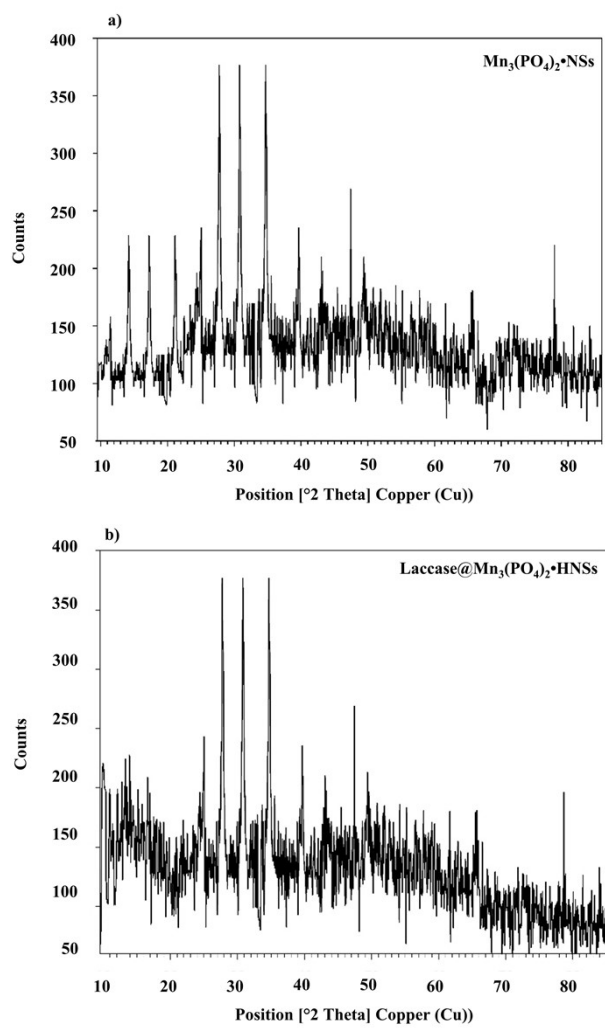 a)
Mn₃(PO₄)₂•NSs
400
350
300
250
200
150
100
50
Counts
10 20 30 40 50 60 70 80
Position [°2 Theta] Copper (Cu))
b)
Laccase@Mn₃(PO₄)₂•HNSs
400
350
300
250
200
150
100
50
Counts
10 20 30 40 50 60 70 80
Position [°2 Theta] Copper (Cu))